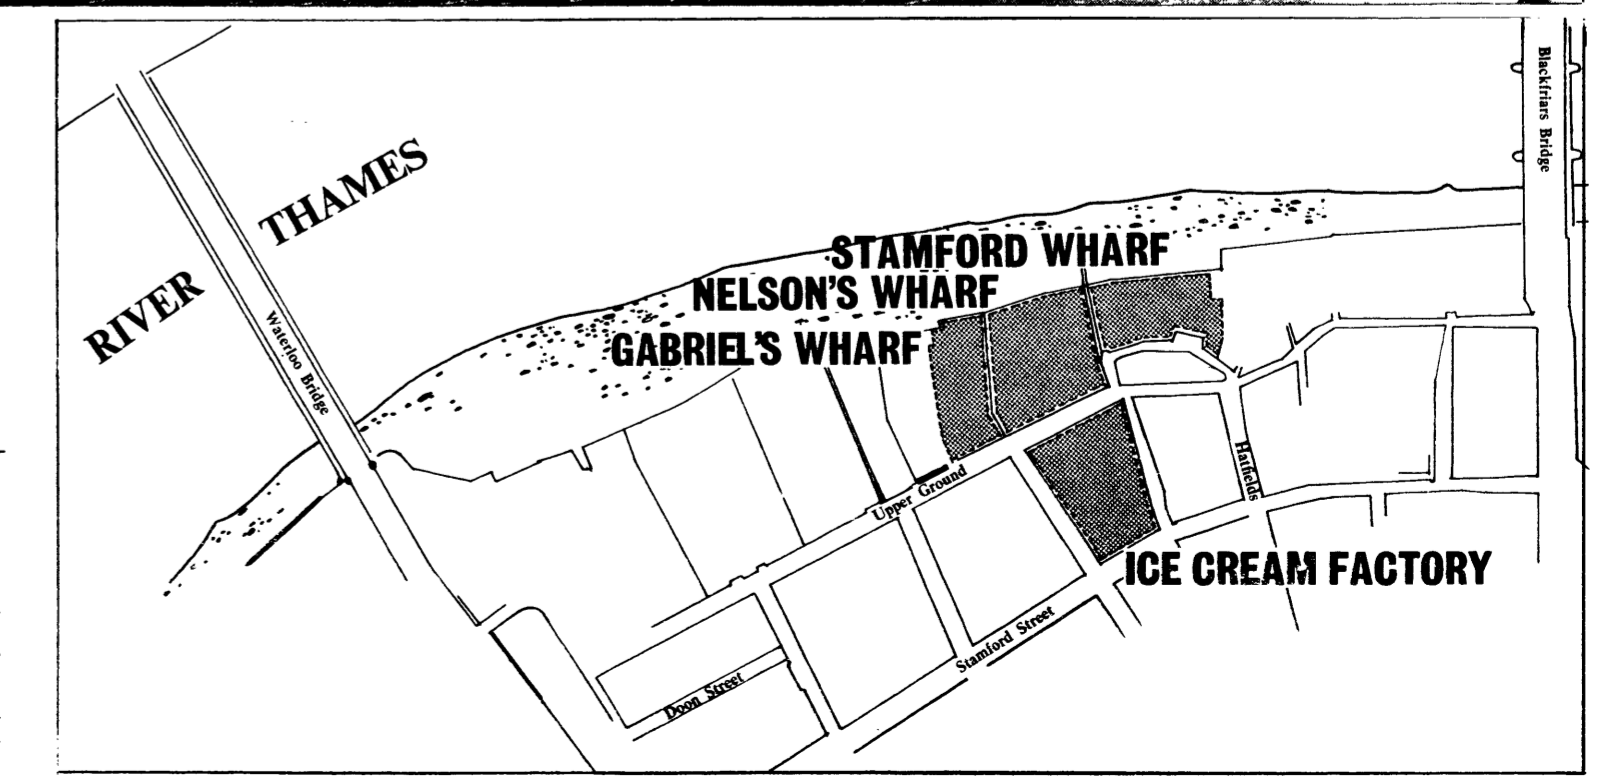 Blackfriars Bridge
THAMES
RIVER
STAMFORD WHARF
NELSON'S WHARF
GABRIEL'S WHARF
Waterloo Bridge
Upper Ground
Hatfields
ICE CREAM FACTORY
Stamford Street
Doon Street